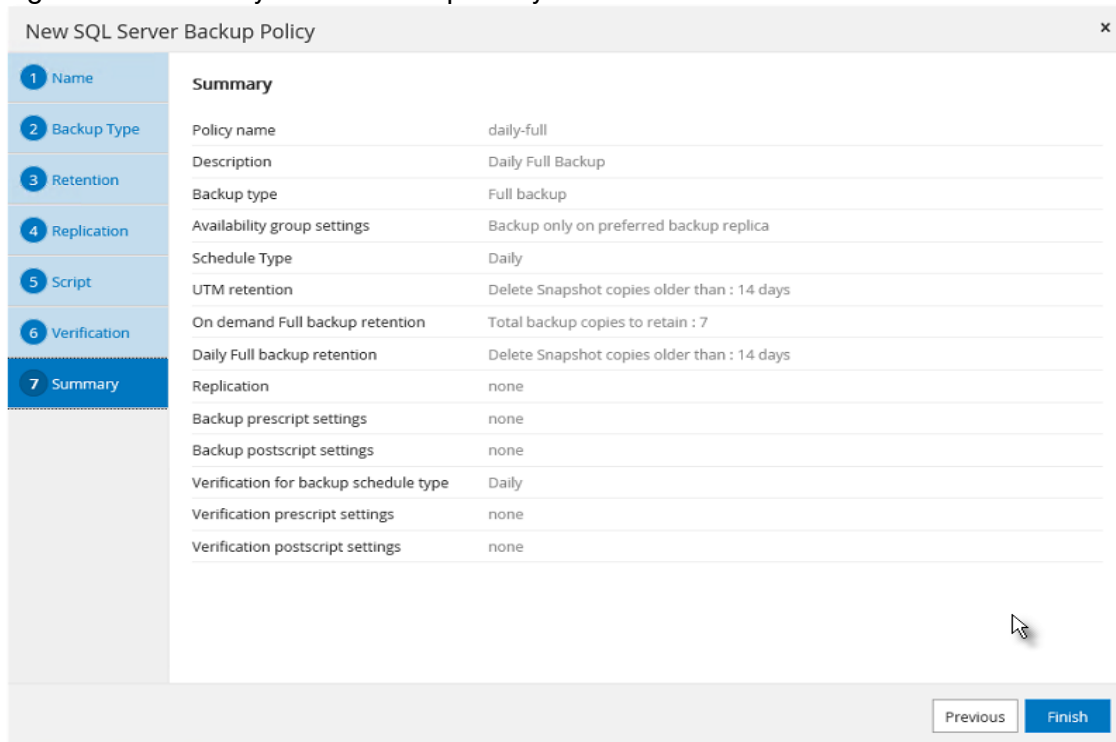 New SQL Server Backup Policy ×
1 Name
2 Backup Type
3 Retention
4 Replication
5 Script
6 Verification
7 Summary
Summary
Policy name daily-full
Description Daily Full Backup
Backup type Full backup
Availability group settings Backup only on preferred backup replica
Schedule Type Daily
UTM retention Delete Snapshot copies older than : 14 days
On demand Full backup retention Total backup copies to retain : 7
Daily Full backup retention Delete Snapshot copies older than : 14 days
Replication none
Backup prescript settings none
Backup postscript settings none
Verification for backup schedule type Daily
Verification prescript settings none
Verification postscript settings none
Previous Finish